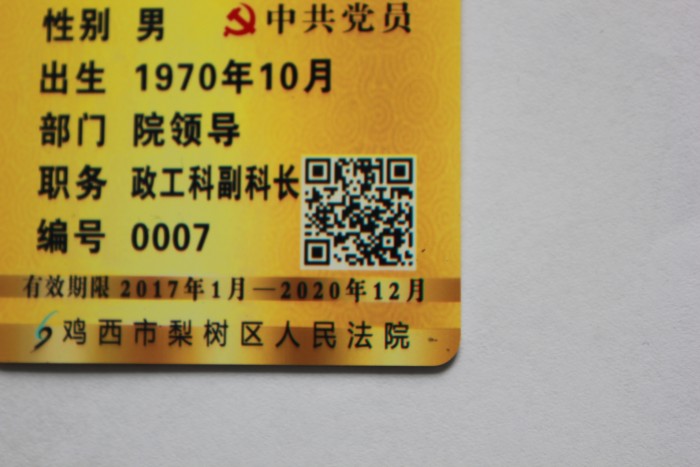 性别 男 中共党员
出生 1970年10月
部门 院领导
职务 政工科副科长
编号 0007
有效期限 2017年1月—2020年12月
鸡西市梨树区人民法院